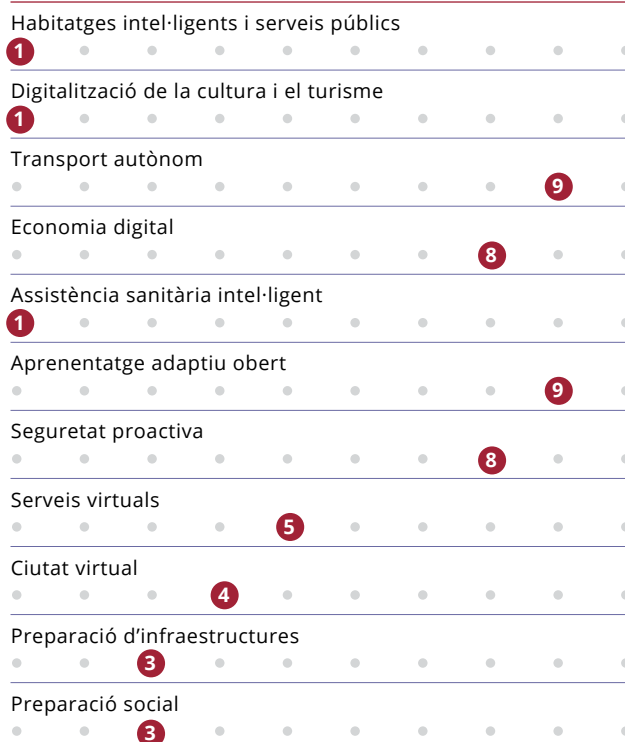 Habitatges intel·ligents i serveis públics
1
Digitalització de la cultura i el turisme
1
Transport autònom
9
Economia digital
8
Assistència sanitària intel·ligent
1
Aprenentatge adaptiu obert
9
Seguretat proactiva
8
Serveis virtuals
5
Ciutat virtual
4
Preparació d’infraestructures
3
Preparació social
3